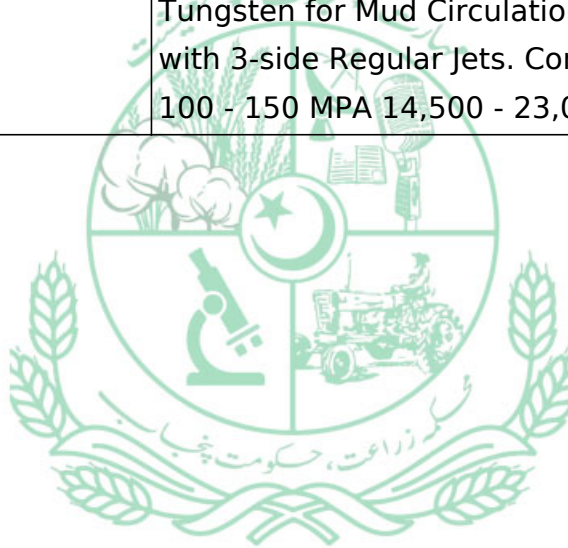 Tungsten for Mud Circulatio
with 3-side Regular Jets. Co
100 - 150 MPA 14,500 - 23,0
محکمہ زراعت، حکومت پنجاب